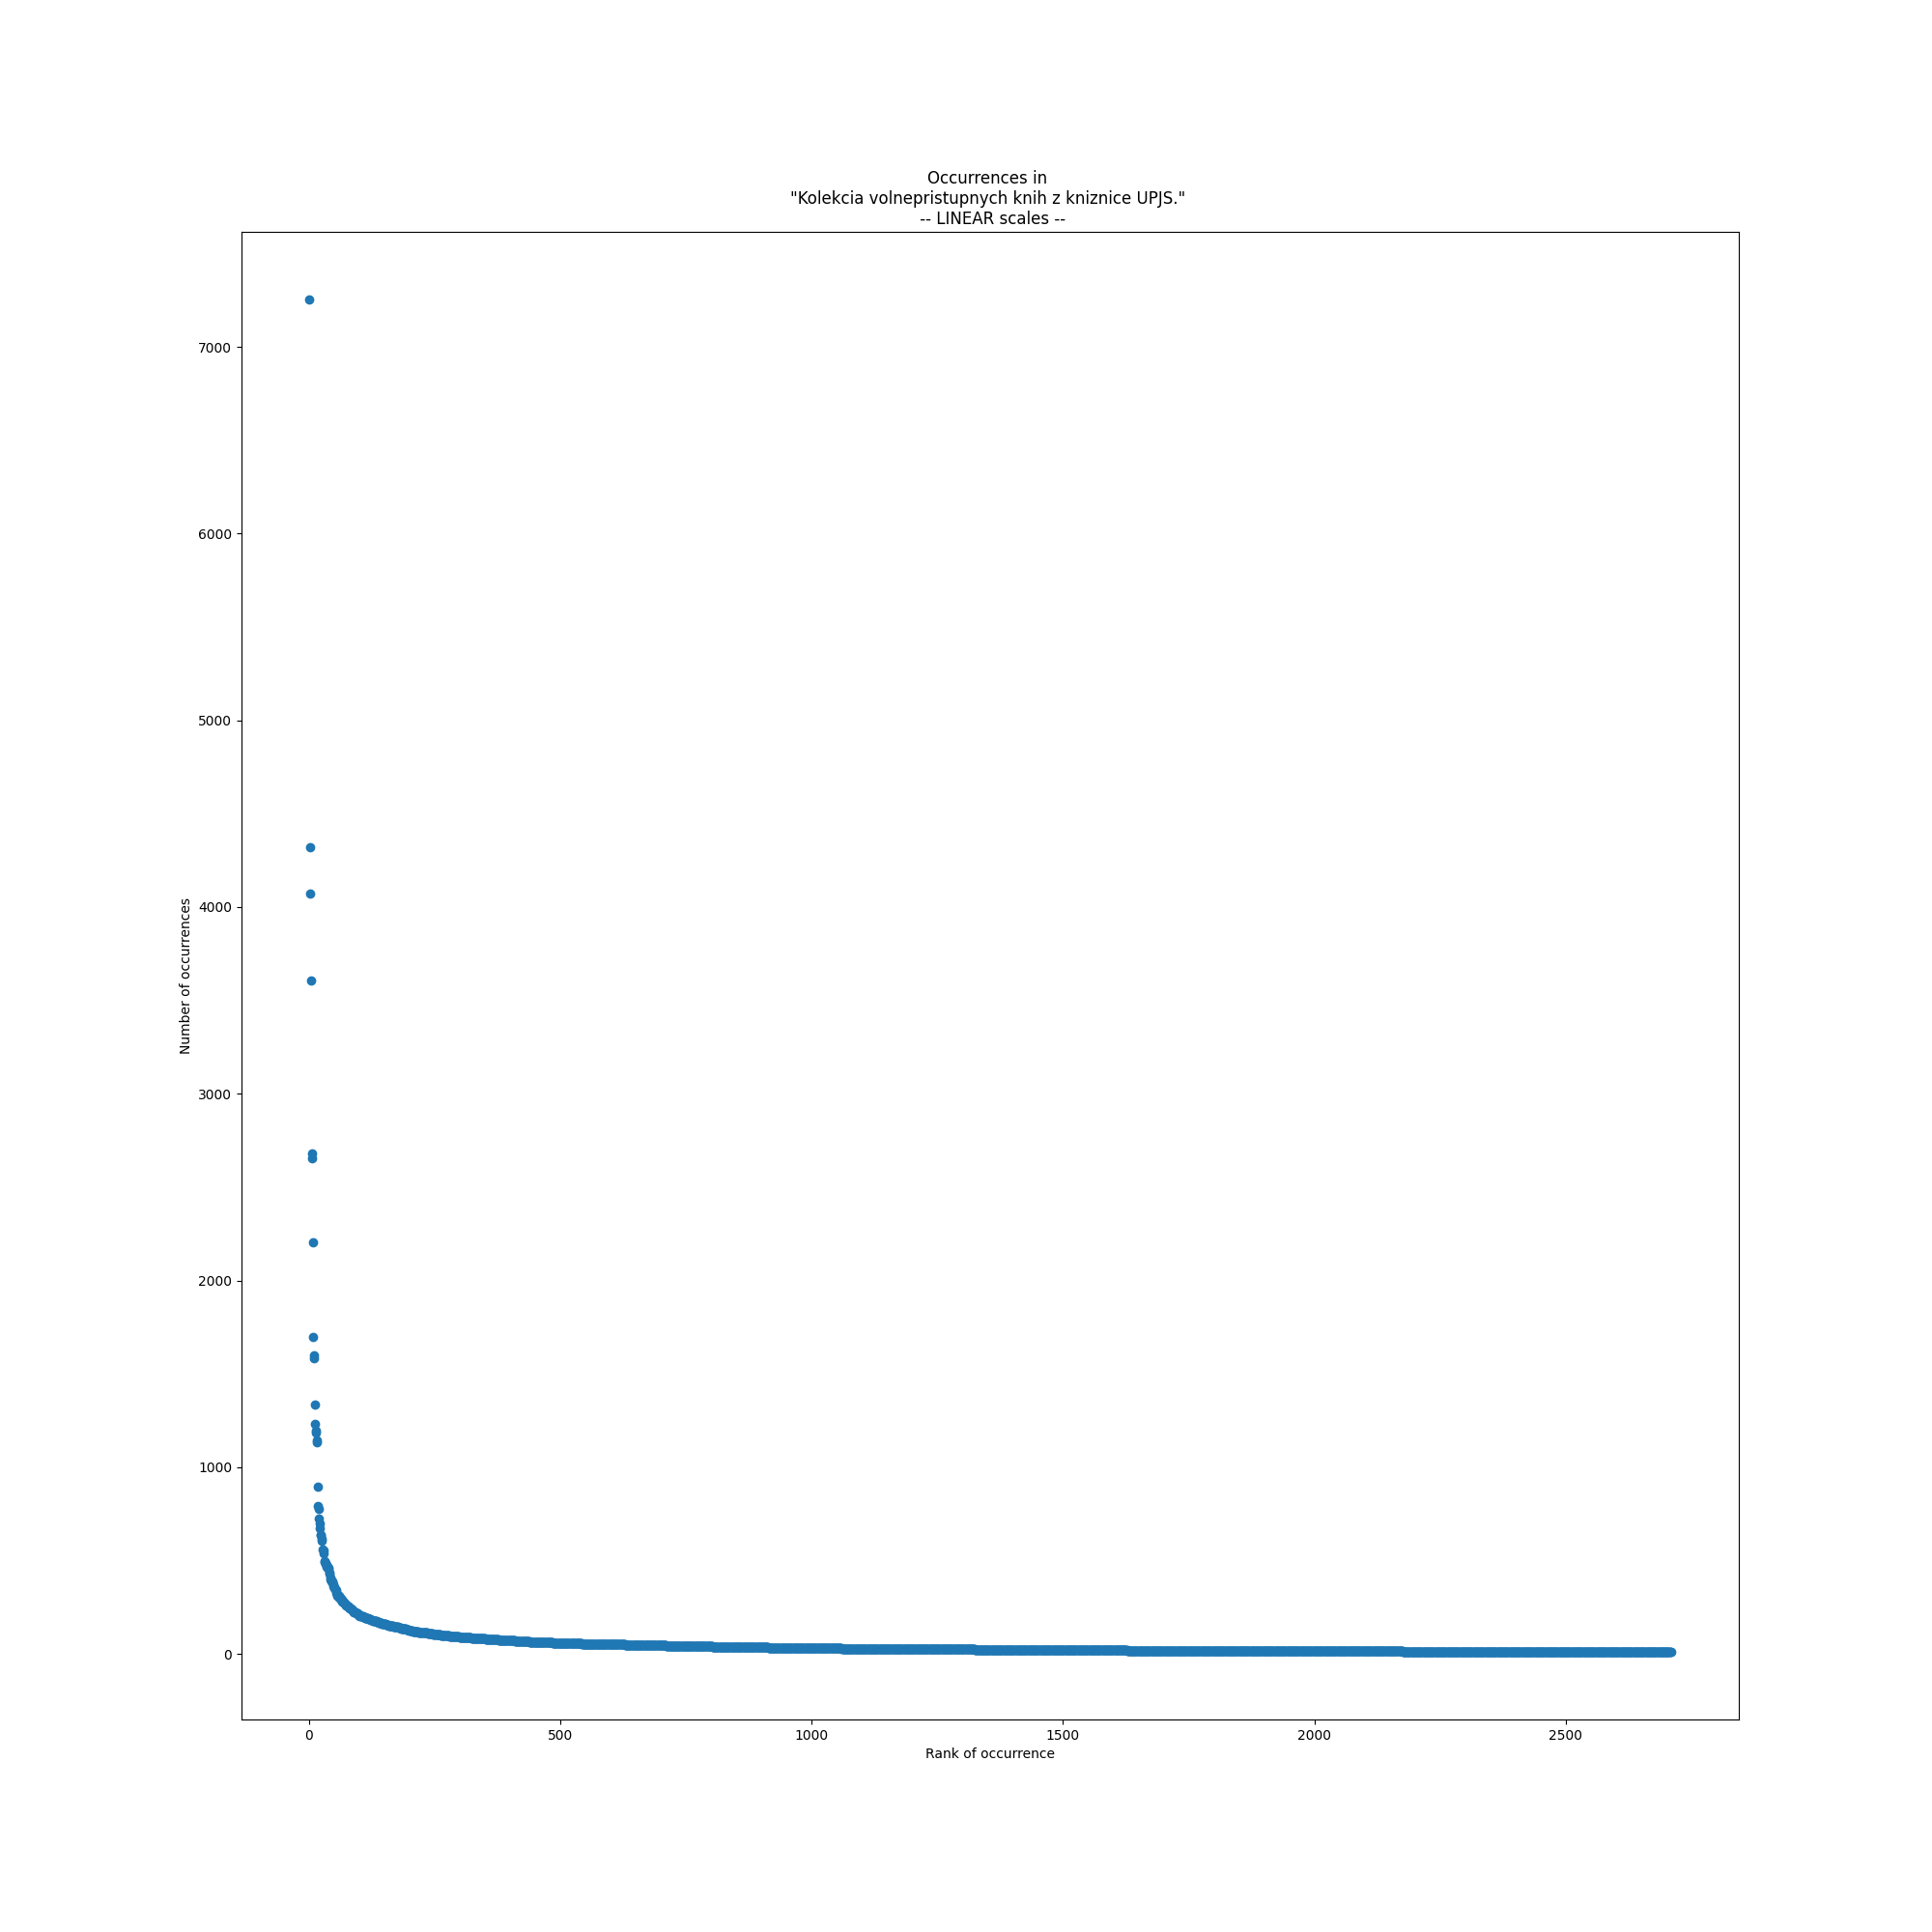 Occurrences in
"Kolekcia volnepristupnych knih z kniznice UPJS."
-- LINEAR scales --
7000
6000
5000
4000
3000
2000
1000
0
Number of occurrences
0 500 1000 1500 2000 2500
Rank of occurrence